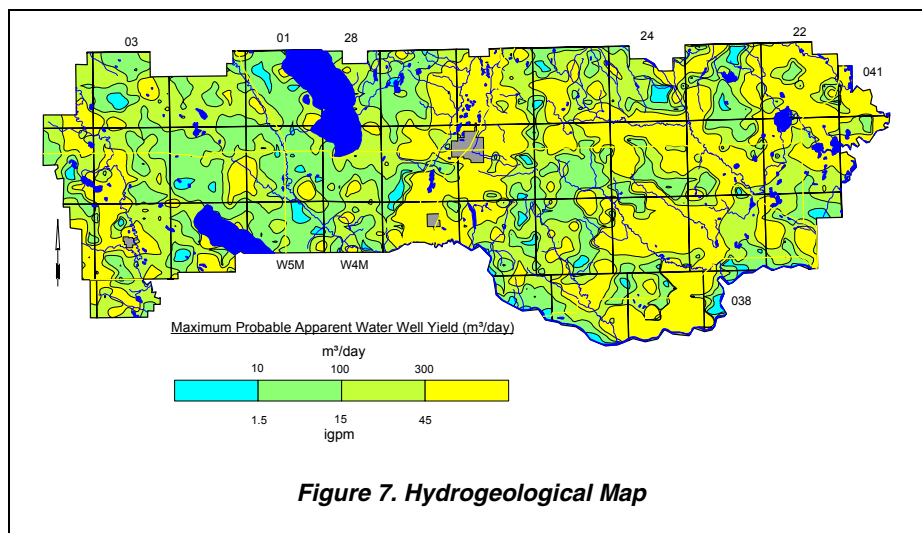 03 01 28 24 22
041
W5M W4M
038
Maximum Probable Apparent Water Well Yield (m³/day)
m³/day
10 100 300
1.5 15 45
igpm
Figure 7. Hydrogeological Map